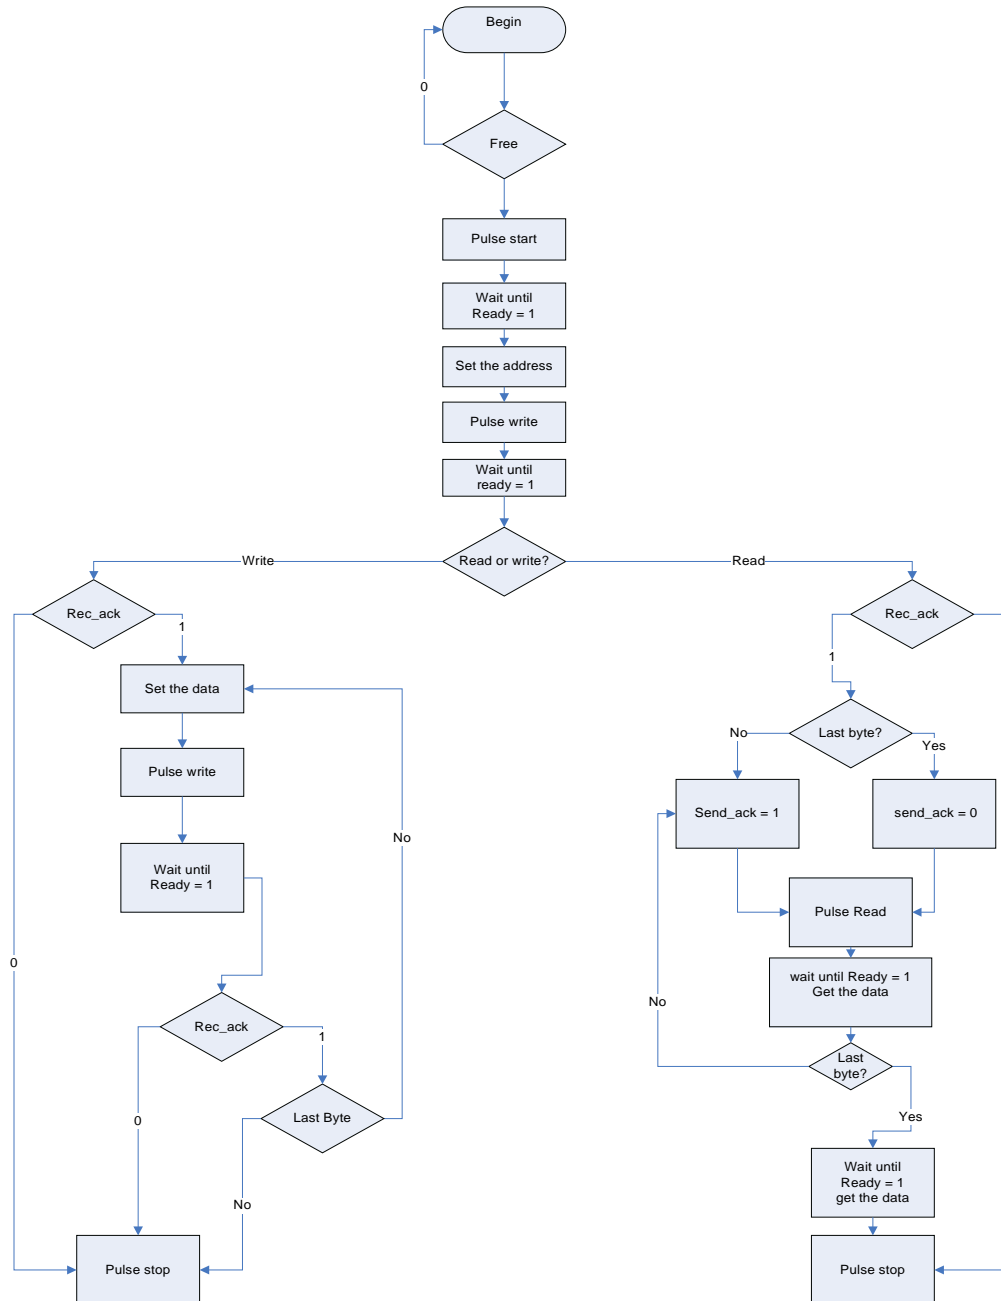 Begin
0
Free
Pulse start
Wait until
Ready = 1
Set the address
Pulse write
Wait until
ready = 1
Read or write?
Write
Read
Rec_ack
1
Set the data
Pulse write
Wait until
Ready = 1
No
0
Rec_ack
1
0
Last Byte
No
Pulse stop
Rec_ack
1
Last byte?
No
Yes
Send_ack = 1
send_ack = 0
Pulse Read
wait until Ready = 1
Get the data
No
Last
byte?
Yes
Wait until
Ready = 1
get the data
Pulse stop